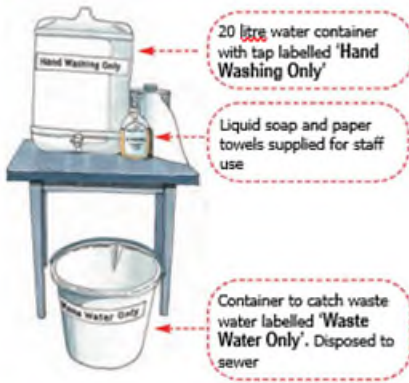 20 litre water container
with tap labelled 'Hand
Washing Only'
Hand Washing Only
Liquid soap and paper
towels supplied for staff
use
Container to catch waste
water labelled 'Waste
Water Only'. Disposed to
sewer
Water Only